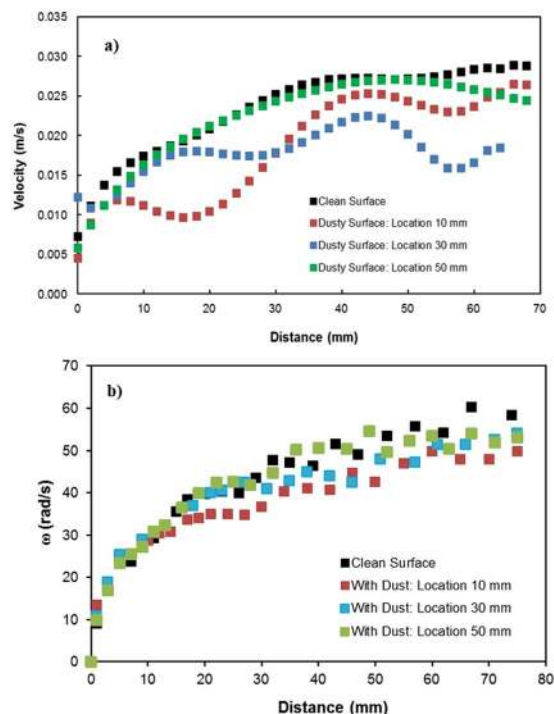 a)
0.035
0.030
0.025
0.020
0.015
0.010
0.005
0.000
Velocity (m/s)
Clean Surface
Dusty Surface: Location 10 mm
Dusty Surface: Location 30 mm
Dusty Surface: Location 50 mm
0 10 20 30 40 50 60 70
Distance (mm)
b)
70
60
50
40
30
20
10
0
ω (rad/s)
Clean Surface
With Dust: Location 10 mm
With Dust: Location 30 mm
With Dust: Location 50 mm
0 10 20 30 40 50 60 70 80
Distance (mm)